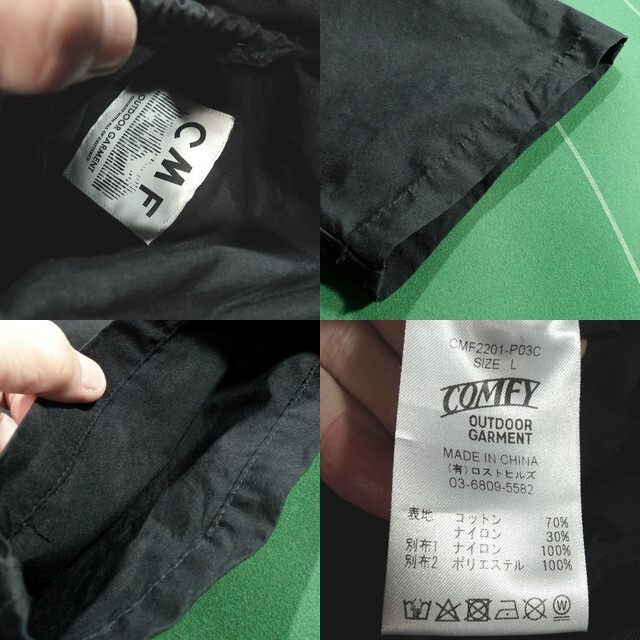 CMF
OUTDOOR GARMENT
CMF2201-P03C
SIZE L
COMFY
OUTDOOR
GARMENT
MADE IN CHINA
(有)ロストヒルズ
03-6809-5582
表地 コットン 70%
ナイロン 30%
別布1 ナイロン 100%
別布2 ポリエステル 100%
W